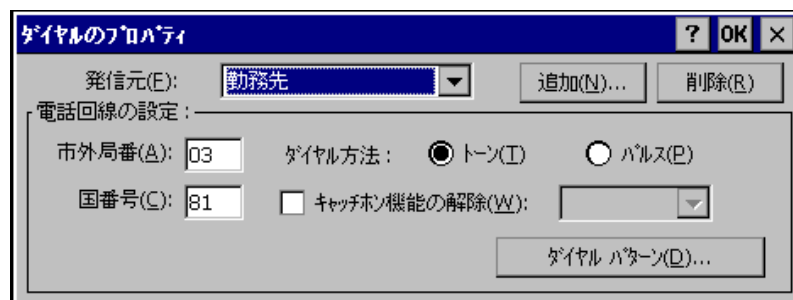 ﾀﾞｲﾔﾙのﾌﾟﾛﾊﾟﾃｨ ? OK ×
発信元(F): 勤務先 追加(N)... 削除(R)
電話回線の設定：
市外局番(A): 03 ﾀﾞｲﾔﾙ方法： ﾄｰﾝ(T) ﾊﾟﾙｽ(P)
国番号(C): 81 ｷｬｯﾁﾎﾝ機能の解除(W):
ﾀﾞｲﾔﾙ ﾊﾟﾀｰﾝ(D)...